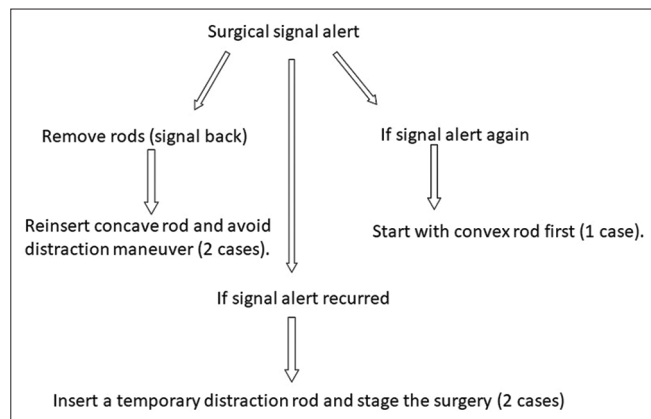 Surgical signal alert
Remove rods (signal back)
If signal alert again
Reinsert concave rod and avoid
distraction maneuver (2 cases).
Start with convex rod first (1 case).
If signal alert recurred
Insert a temporary distraction rod and stage the surgery (2 cases)